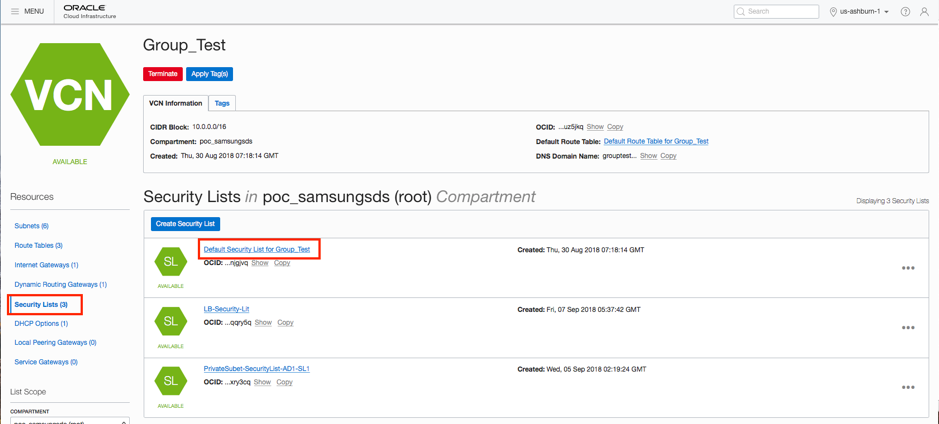 MENU
ORACLE
Cloud Infrastructure
Search
us-ashburn-1
VCN
AVAILABLE
Group_Test
Terminate
Apply Tag(s)
VCN Information
Tags
CIDR Block: 10.0.0.0/16
Compartment: poc_samsungsds
Created: Thu, 30 Aug 2018 07:18:14 GMT
OCID: ...uz5jkq Show Copy
Default Route Table: Default Route Table for Group_Test
DNS Domain Name: grouptest... Show Copy
Resources
Subnets (6)
Route Tables (3)
Internet Gateways (1)
Dynamic Routing Gateways (1)
Security Lists (3)
DHCP Options (1)
Local Peering Gateways (0)
Service Gateways (0)
List Scope
COMPARTMENT
poc_samsungsds (root)
Security Lists in poc_samsungsds (root) Compartment
Displaying 3 Security Lists
Create Security List
SL
AVAILABLE
Default Security List for Group_Test
OCID: ...njgjvq Show Copy
Created: Thu, 30 Aug 2018 07:18:14 GMT
SL
AVAILABLE
LB-Security-Lit
OCID: ...qqry5q Show Copy
Created: Fri, 07 Sep 2018 05:37:42 GMT
SL
AVAILABLE
PrivateSubet-SecurityList-AD1-SL1
OCID: ...xry3cq Show Copy
Created: Wed, 05 Sep 2018 02:19:24 GMT